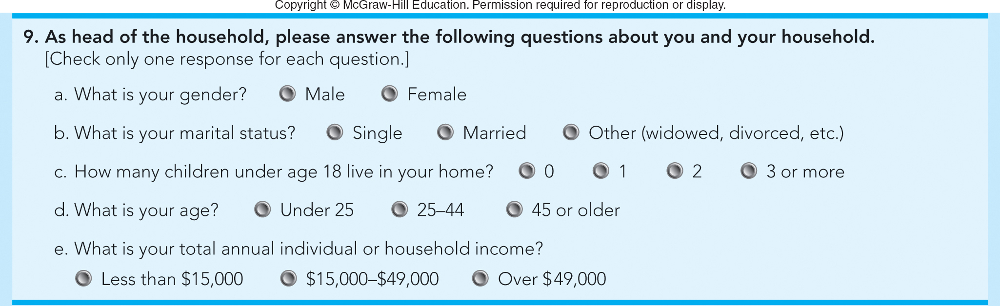 Copyright © McGraw-Hill Education. Permission required for reproduction or display.
9. As head of the household, please answer the following questions about you and your household.
[Check only one response for each question.]
a. What is your gender? Male Female
b. What is your marital status? Single Married Other (widowed, divorced, etc.)
c. How many children under age 18 live in your home? 0 1 2 3 or more
d. What is your age? Under 25 25–44 45 or older
e. What is your total annual individual or household income?
Less than $15,000 $15,000–$49,000 Over $49,000